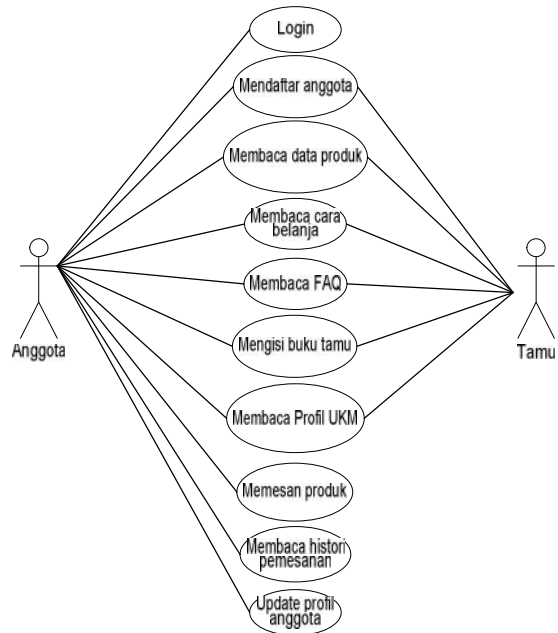 Login
Mendaftar anggota
Membaca data produk
Membaca cara
belanja
Membaca FAQ
Mengisi buku tamu
Anggota
Tamu
Membaca Profil UKM
Memesan produk
Membaca histori
pemesanan
Update profil
anggota